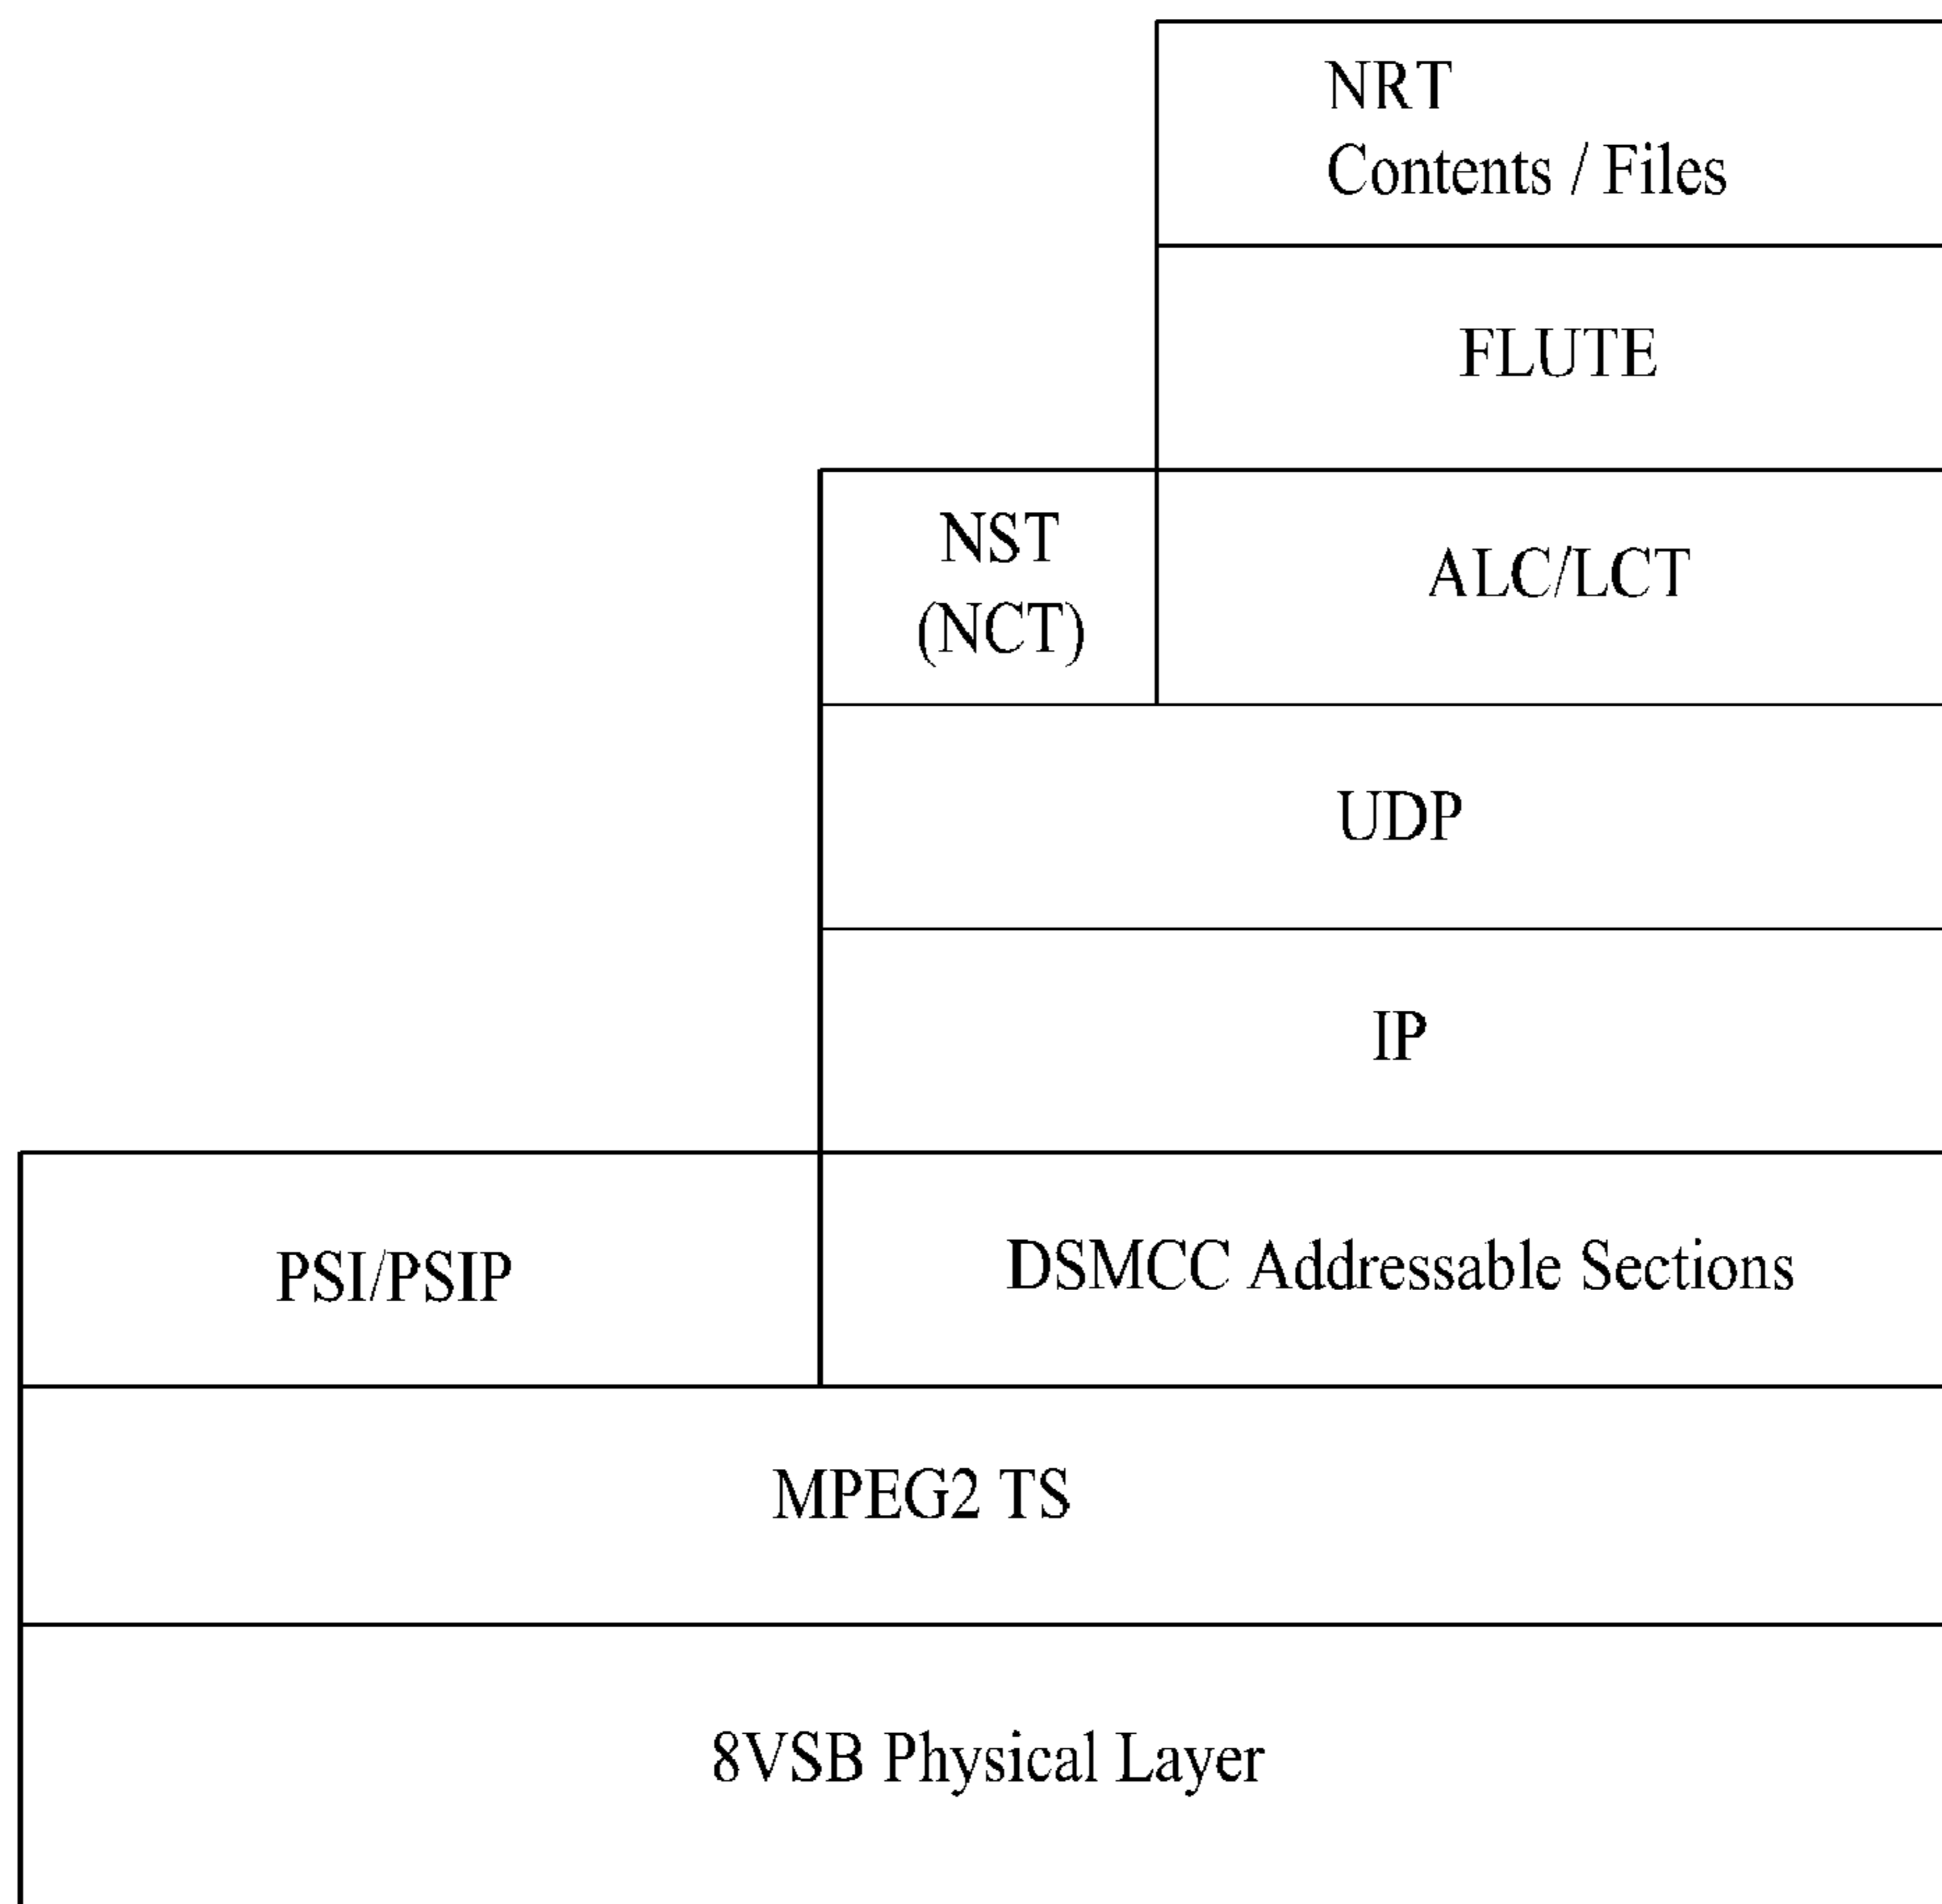 NRT
Contents / Files
FLUTE
NST
(NCT)
ALC/LCT
UDP
IP
PSI/PSIP
DSMCC Addressable Sections
MPEG2 TS
8VSB Physical Layer